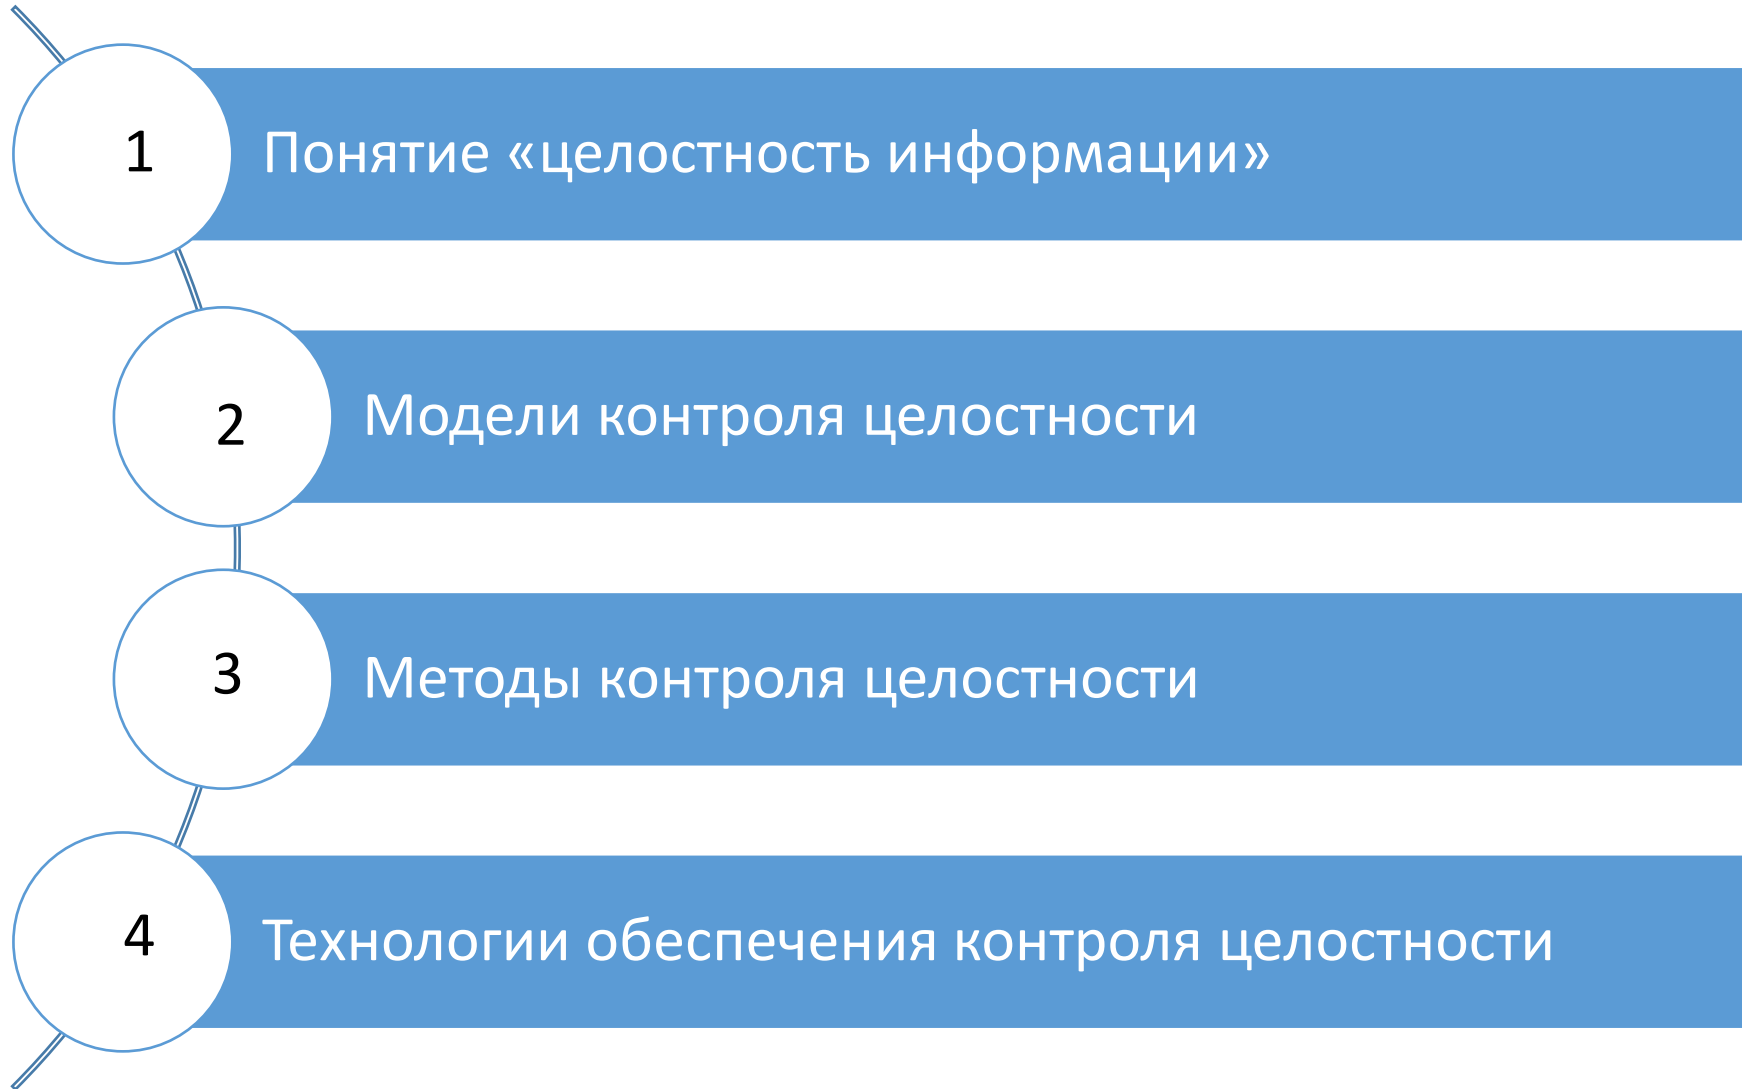 1
Понятие «целостность информации»
2
Модели контроля целостности
3
Методы контроля целостности
4
Технологии обеспечения контроля целостности